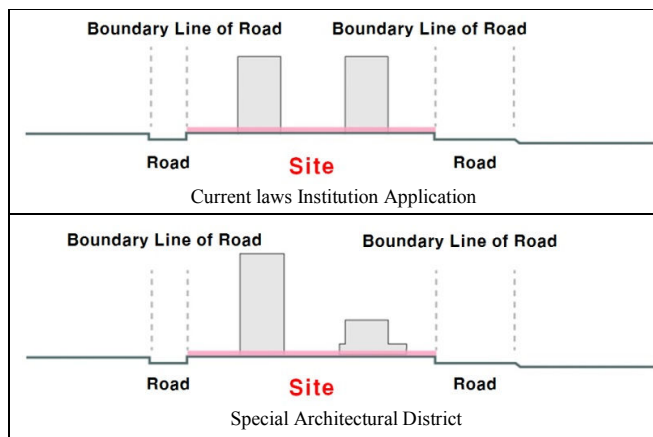 Boundary Line of Road Boundary Line of Road
Road Site Road
Current laws Institution Application
Boundary Line of Road Boundary Line of Road
Road Site Road
Special Architectural District